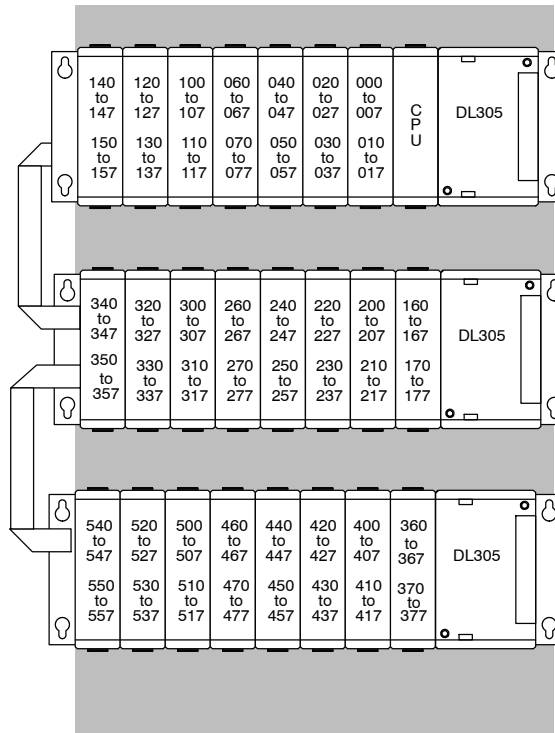 140 120 100 060 040 020 000
to to to to to to to
147 127 107 067 047 027 007
150 130 110 070 050 030 010
to to to to to to to
157 137 117 077 057 037 017
C
P
U
DL305
340 320 300 260 240 220 200 160
to to to to to to to to
347 327 307 267 247 227 207 167
350 330 310 270 250 230 210 170
to to to to to to to to
357 337 317 277 257 237 217 177
DL305
540 520 500 460 440 420 400 360
to to to to to to to to
547 527 507 467 447 427 407 367
550 530 510 470 450 430 410 370
to to to to to to to to
557 537 517 477 457 437 417 377
DL305